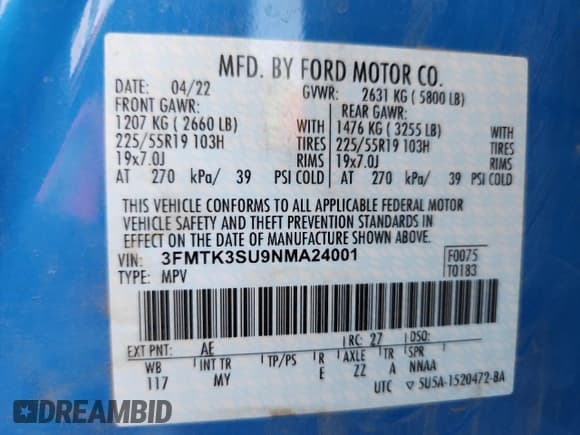 MFD. BY FORD MOTOR CO.
DATE: 04/22 GVWR: 2631 KG ( 5800 LB)
FRONT GAWR: REAR GAWR:
1207 KG ( 2660 LB) WITH 1476 KG ( 3255 LB) WITH
225/55R19 103H TIRES 225/55R19 103H TIRES
19x7.0J RIMS 19x7.0J RIMS
AT 270 kPa/ 39 PSI COLD AT 270 kPa/ 39 PSI COLD
THIS VEHICLE CONFORMS TO ALL APPLICABLE FEDERAL MOTOR
VEHICLE SAFETY AND THEFT PREVENTION STANDARDS IN
EFFECT ON THE DATE OF MANUFACTURE SHOWN ABOVE.
VIN: 3FMTK3SU9NMA24001 F0075
TYPE: MPV T0183
EXT PNT: AE RC: 27 DSO:
WB INT TR TP/PS R AXLE TR SPR
117 MY E ZZ A NNAA
UTC ▽ 5U5A-1520472-BA
DREAMBID